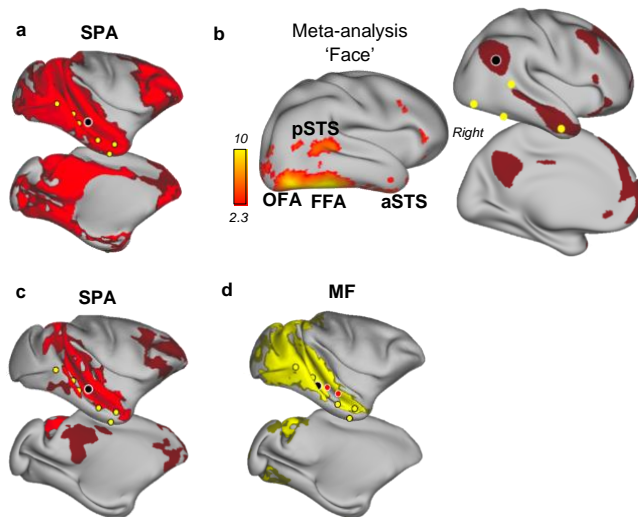 a
SPA
b
Meta-analysis
'Face'
Right
10
2.3
pSTS
OFA
FFA
aSTS
c
SPA
d
MF